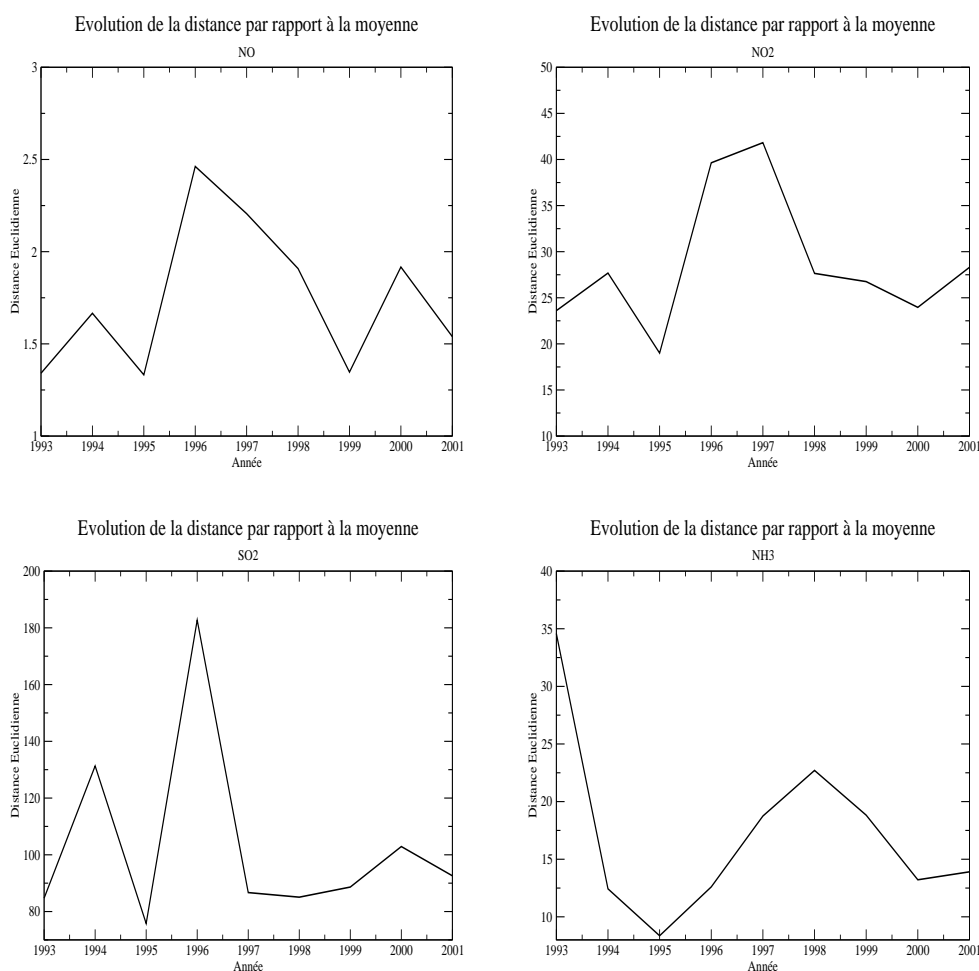 Evolution de la distance par rapport à la moyenne
NO
3
2.5
2
1.5
1
Distance Euclidienne
1993 1994 1995 1996 1997 1998 1999 2000 2001
Année
Evolution de la distance par rapport à la moyenne
NO2
50
45
40
35
30
25
20
15
10
Distance Euclidienne
1993 1994 1995 1996 1997 1998 1999 2000 2001
Année
Evolution de la distance par rapport à la moyenne
SO2
200
180
160
140
120
100
80
Distance Euclidienne
1993 1994 1995 1996 1997 1998 1999 2000 2001
Année
Evolution de la distance par rapport à la moyenne
NH3
40
35
30
25
20
15
10
Distance Euclidienne
1993 1994 1995 1996 1997 1998 1999 2000 2001
Année